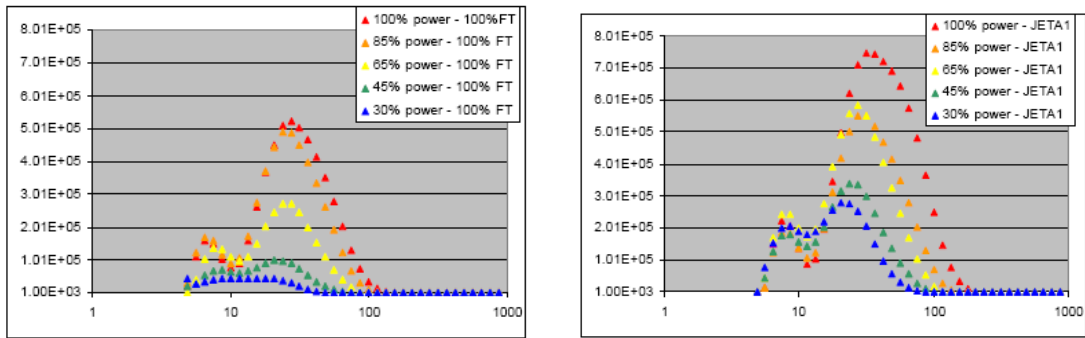 8.01E+05
7.01E+05
6.01E+05
5.01E+05
4.01E+05
3.01E+05
2.01E+05
1.01E+05
1.00E+03
1 10 100 1000
100% power - 100%FT
85% power - 100% FT
65% power - 100% FT
45% power - 100% FT
30% power - 100% FT
8.01E+05
7.01E+05
6.01E+05
5.01E+05
4.01E+05
3.01E+05
2.01E+05
1.01E+05
1.00E+03
1 10 100 1000
100% power - JETA1
85% power - JETA1
65% power - JETA1
45% power - JETA1
30% power - JETA1